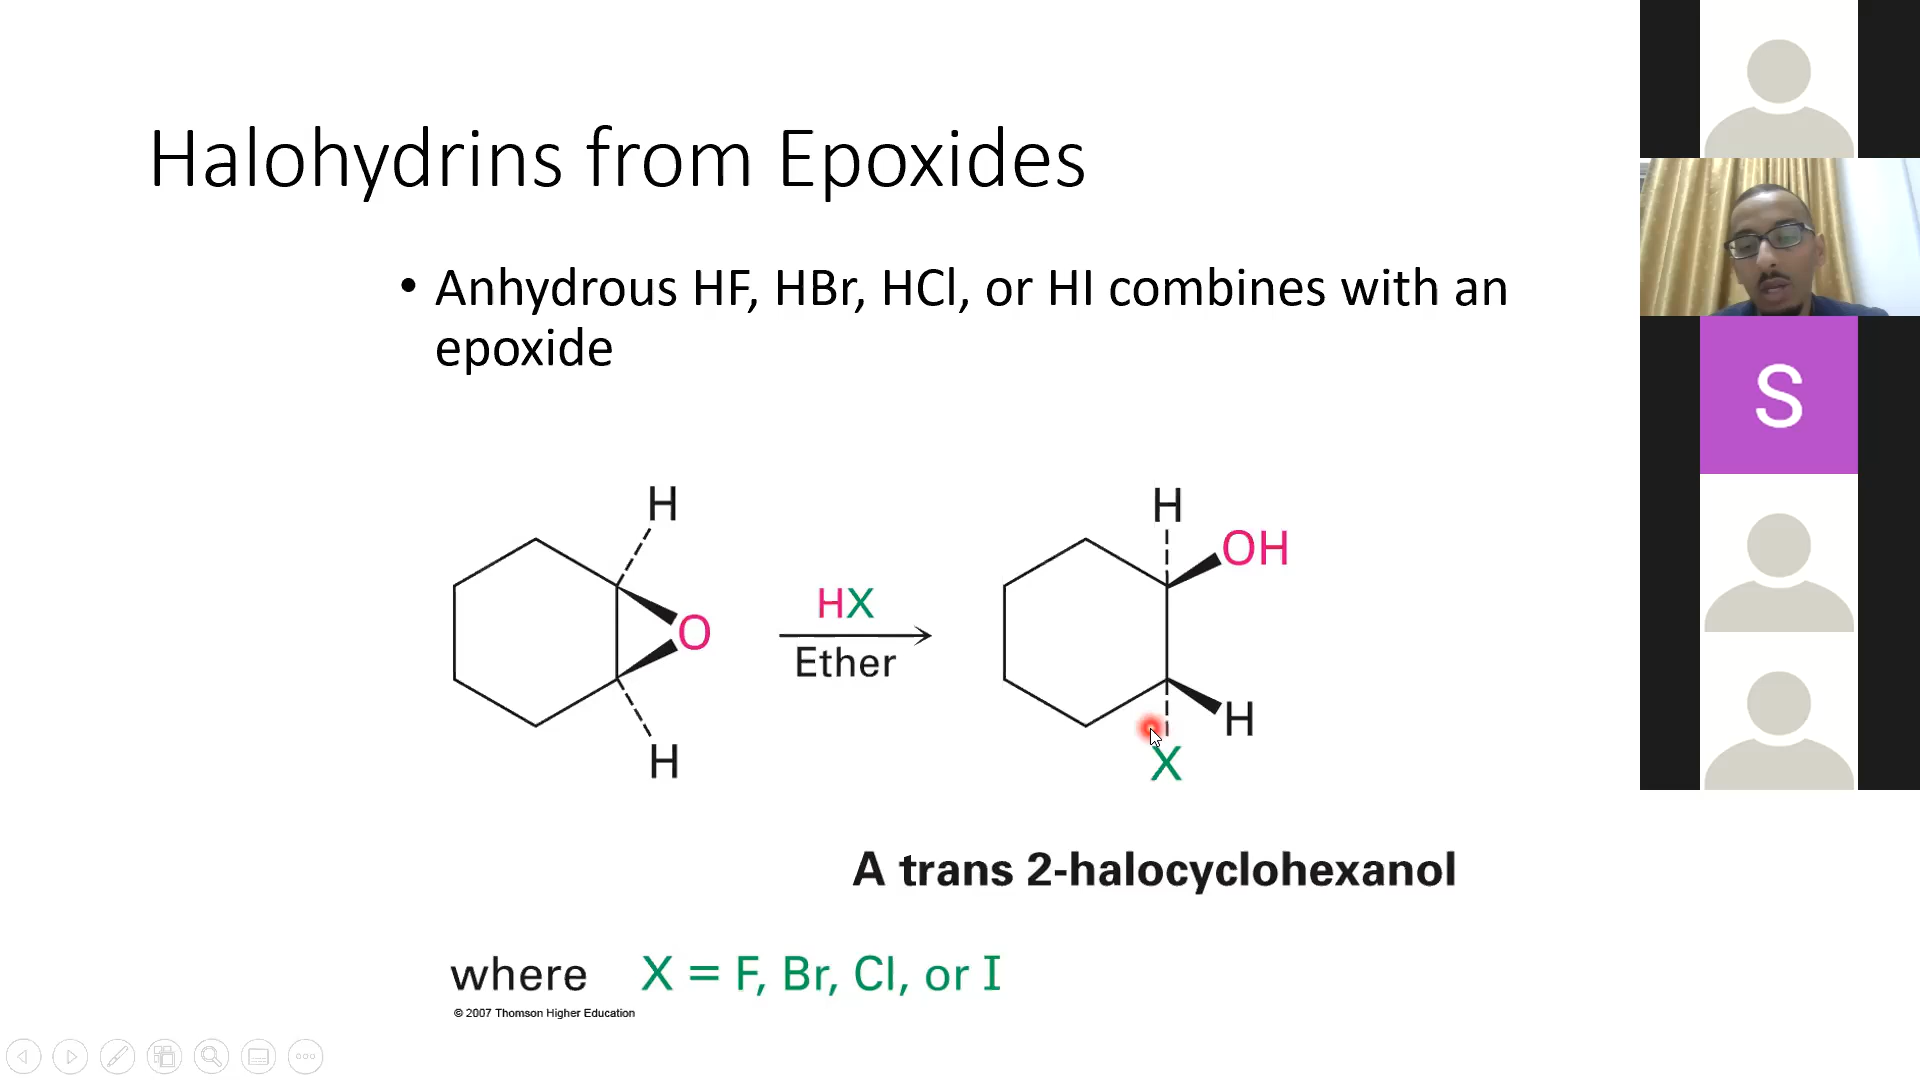 Halohydrins from Epoxides
• Anhydrous HF, HBr, HCl, or HI combines with an
epoxide
H
O
H
HX
Ether
H
OH
H
X
A trans 2-halocyclohexanol
where X = F, Br, Cl, or I
© 2007 Thomson Higher Education
S